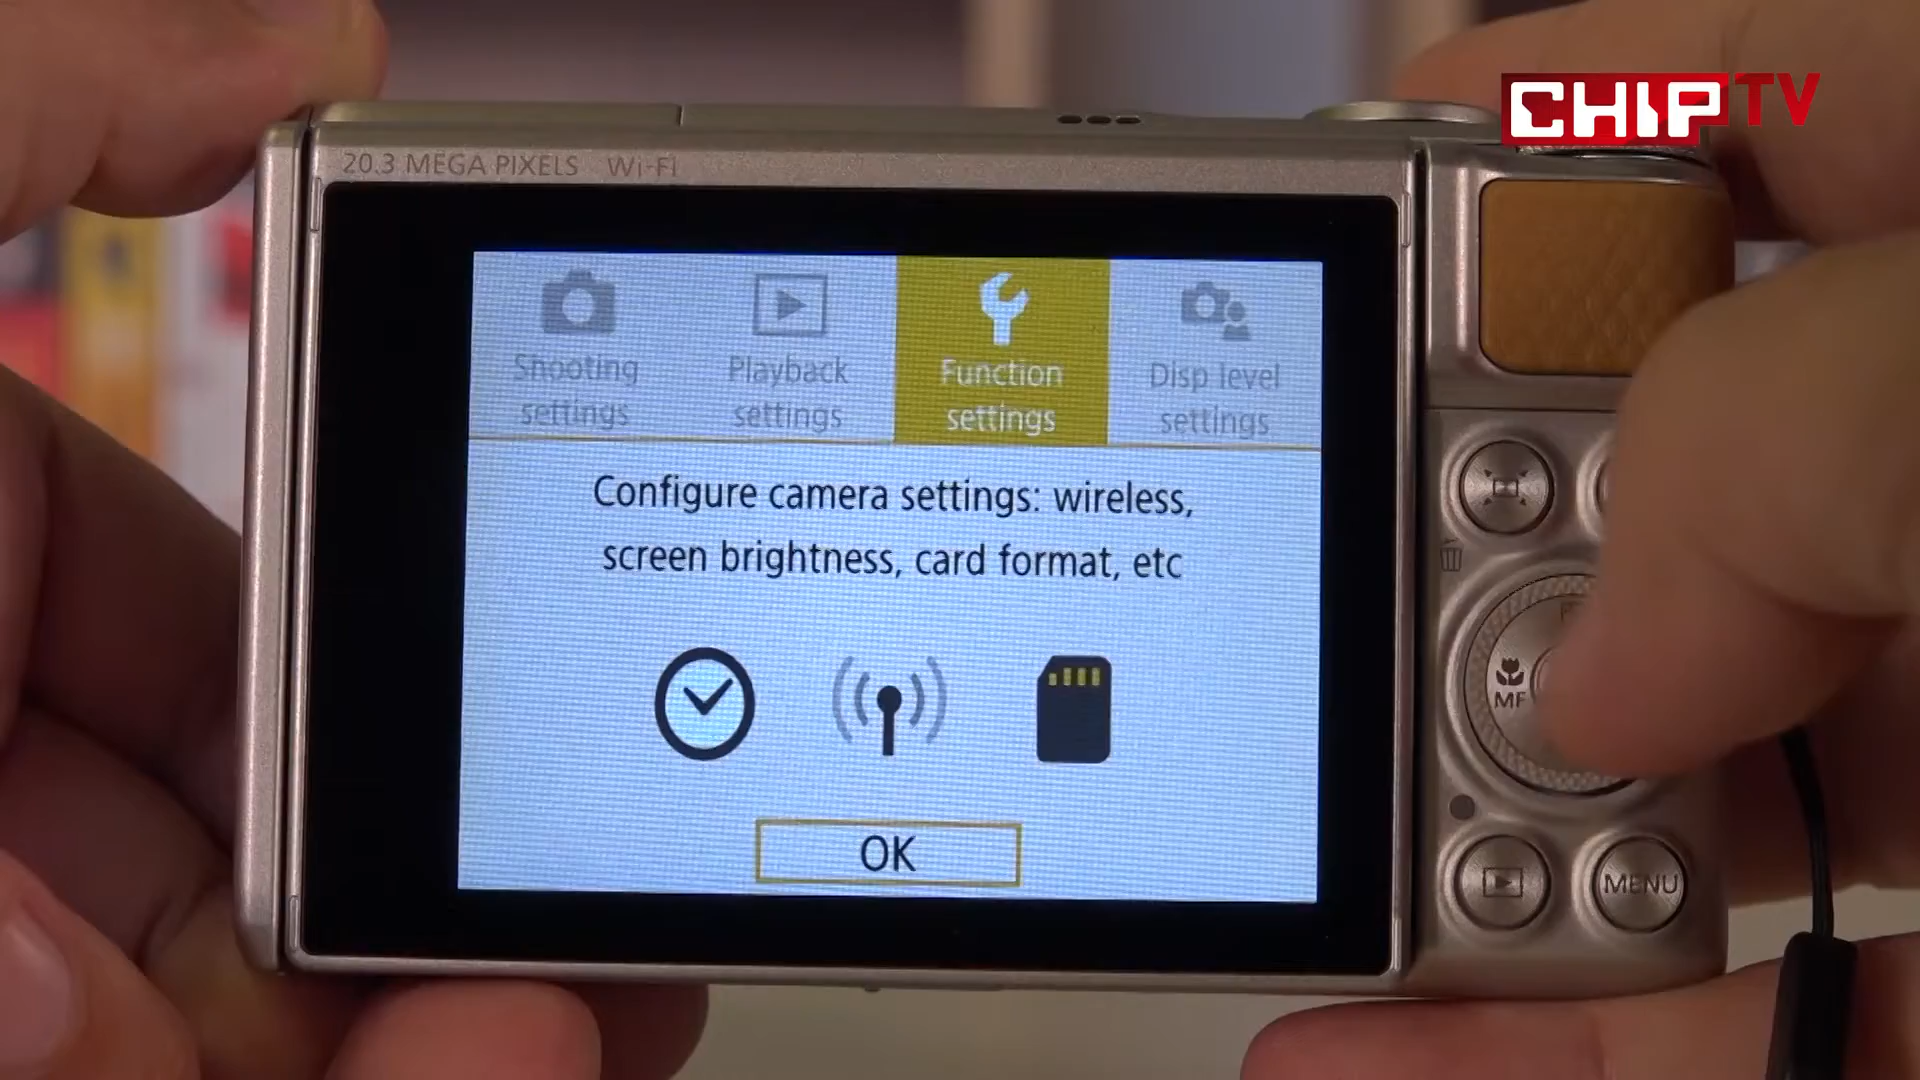 CHIP TV
20.3 MEGA PIXELS Wi-Fi
Shooting settings
Playback settings
Function settings
Disp level settings
Configure camera settings: wireless,
screen brightness, card format, etc
OK
MF
MENU